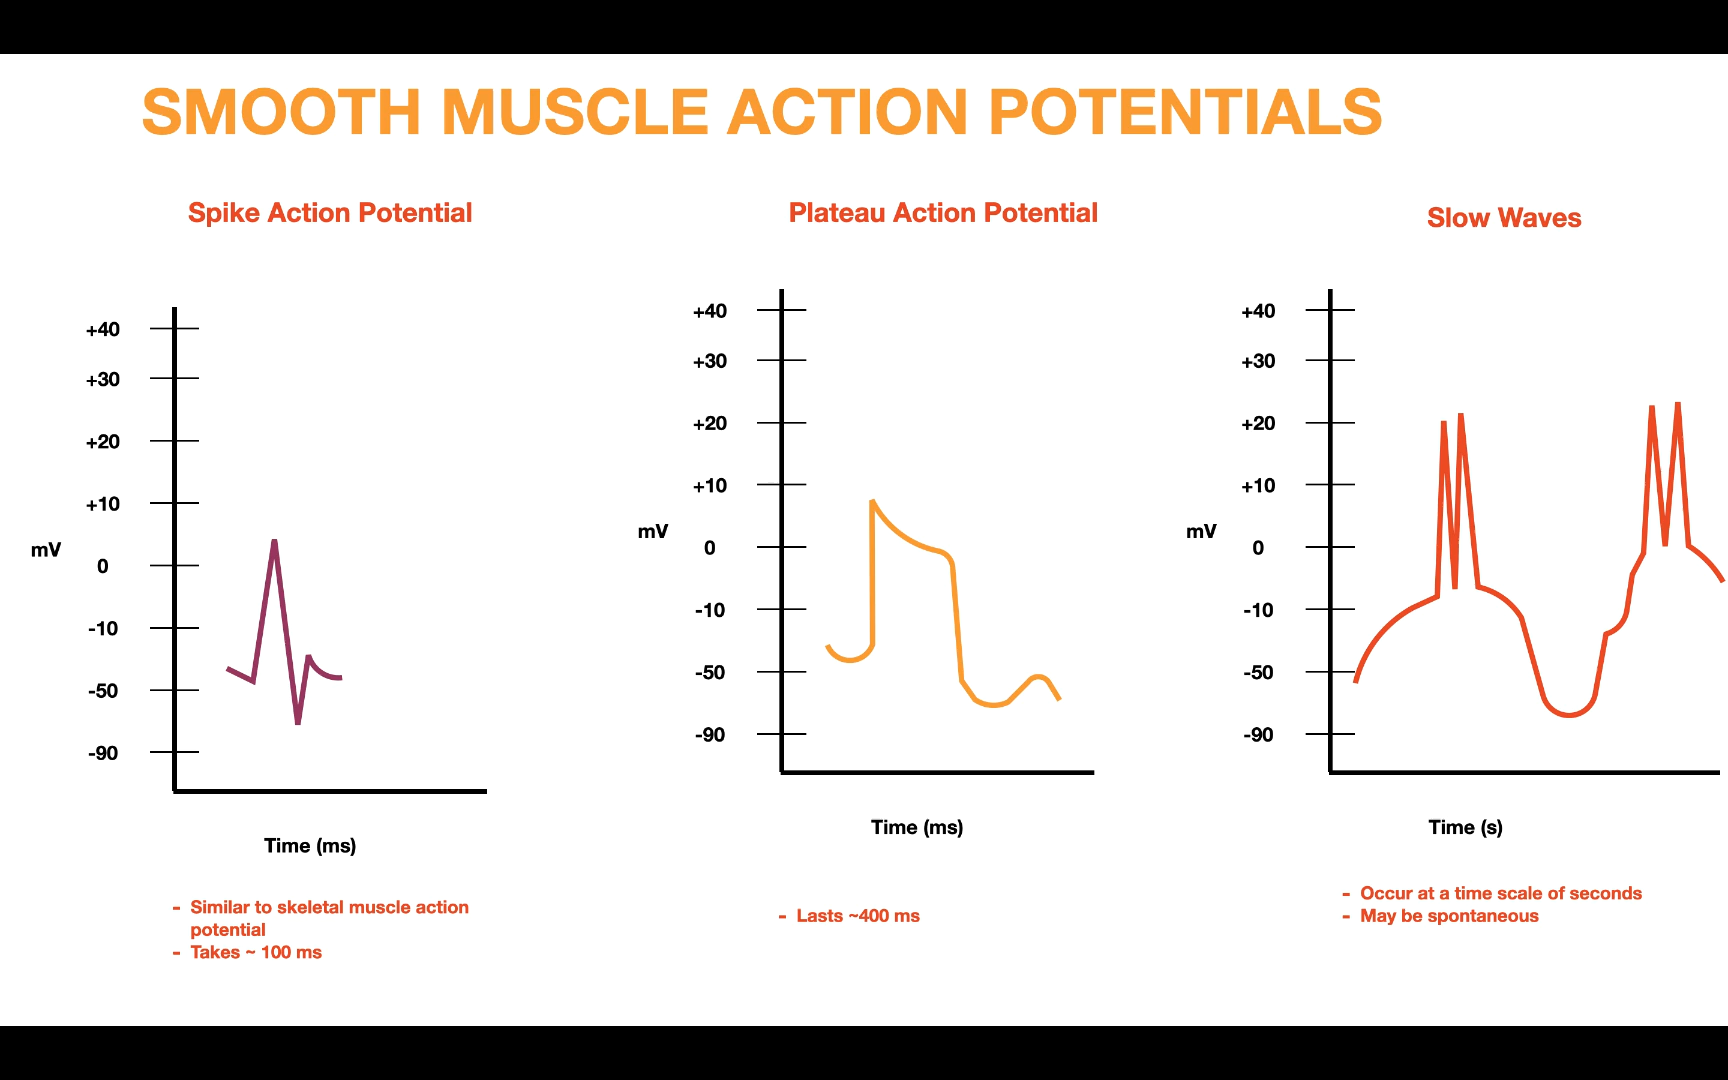 SMOOTH MUSCLE ACTION POTENTIALS
Spike Action Potential
+40
+30
+20
+10
mV
0
-10
-50
-90
Time (ms)
- Similar to skeletal muscle action
potential
- Takes ~ 100 ms
Plateau Action Potential
+40
+30
+20
+10
mV
0
-10
-50
-90
Time (ms)
- Lasts ~400 ms
Slow Waves
+40
+30
+20
+10
mV
0
-10
-50
-90
Time (s)
- Occur at a time scale of seconds
- May be spontaneous